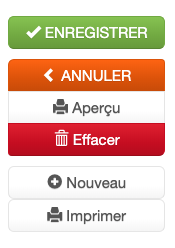 ENREGISTRER
ANNULER
Aperçu
Effacer
Nouveau
Imprimer